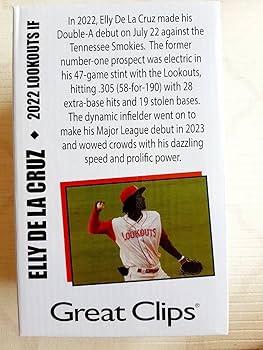 In 2022, Elly De La Cruz made his
Double-A debut on July 22 against the
Tennessee Smokies. The former
number-one prospect was electric in
his 47-game stint with the Lookouts,
hitting .305 (58-for-190) with 28
extra-base hits and 19 stolen bases.
The dynamic infielder went on to
make his Major League debut in 2023
and wowed crowds with his dazzling
speed and prolific power.
ELLY DE LA CRUZ ◆ 2022 LOOKOUTS LF
LOOKOUTS
Great Clips®